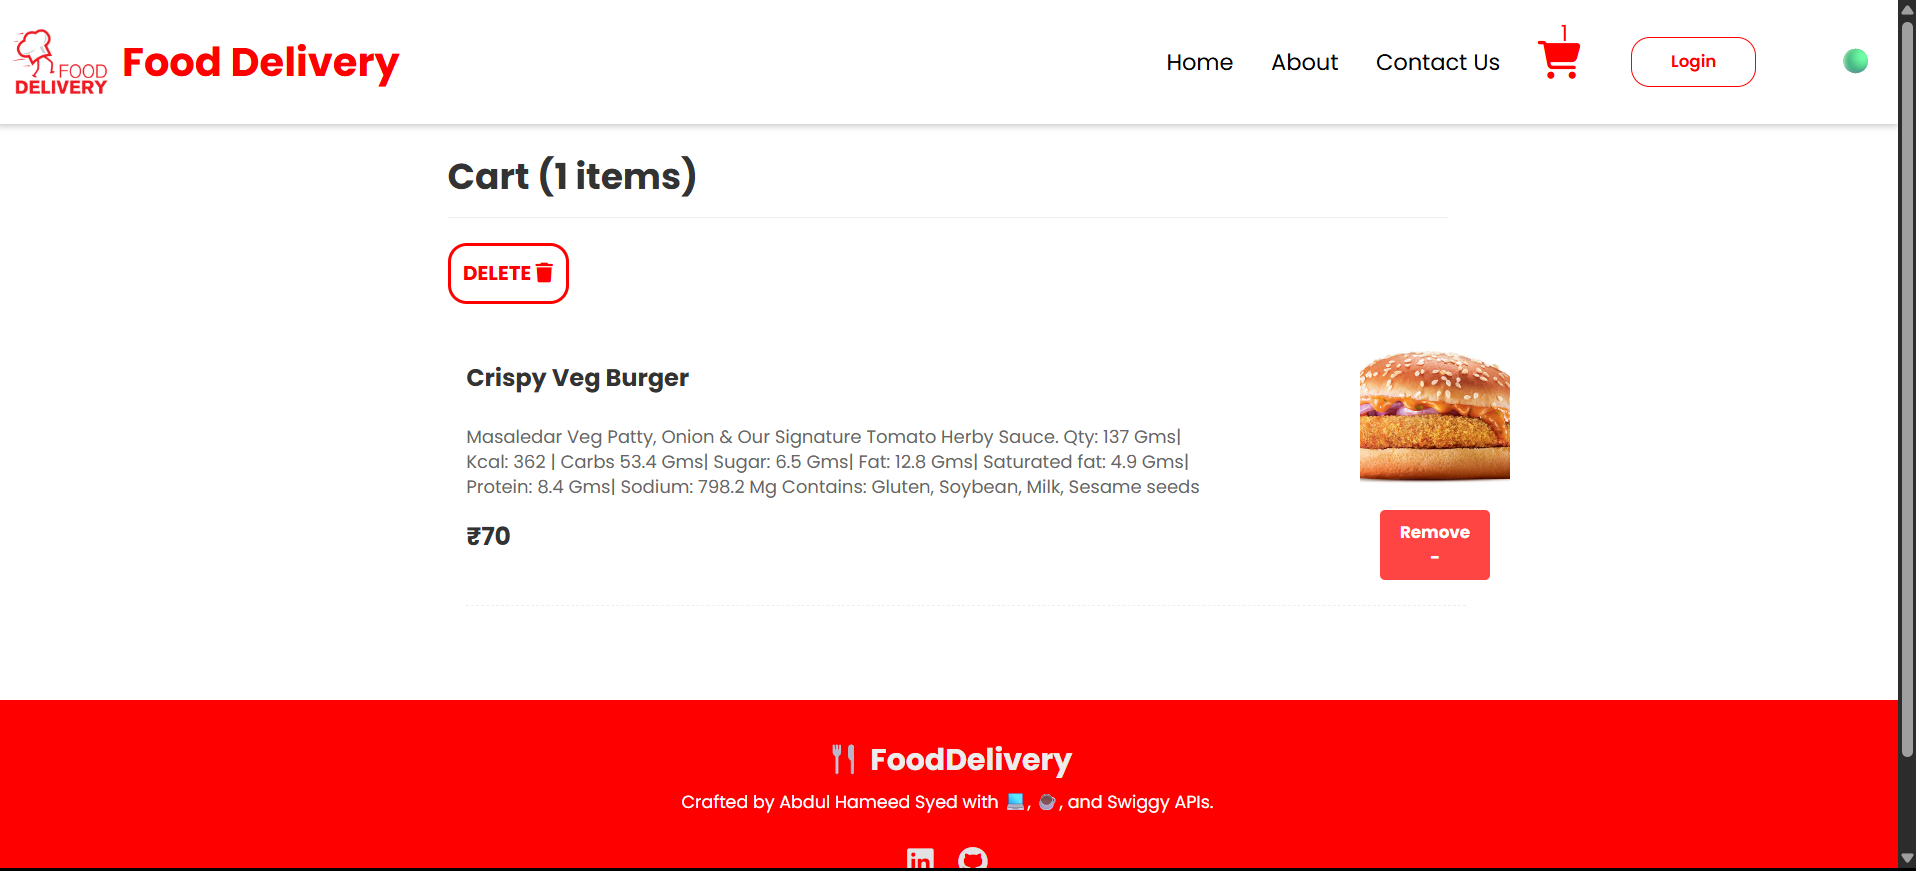 FOOD
DELIVERY
Food Delivery
Home
About
Contact Us
1
Login
Cart (1 items)
DELETE
Crispy Veg Burger
Masaledar Veg Patty, Onion & Our Signature Tomato Herby Sauce. Qty: 137 Gms|
Kcal: 362 | Carbs 53.4 Gms| Sugar: 6.5 Gms| Fat: 12.8 Gms| Saturated fat: 4.9 Gms|
Protein: 8.4 Gms| Sodium: 798.2 Mg Contains: Gluten, Soybean, Milk, Sesame seeds
₹70
Remove
-
🍴 FoodDelivery
Crafted by Abdul Hameed Syed with 💻, ☕, and Swiggy APIs.
in